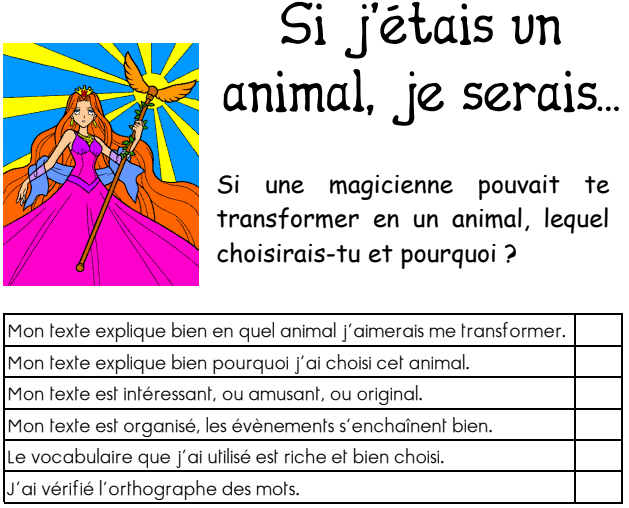 Si j'étais un
animal, je serais...
Si une magicienne pouvait te
transformer en un animal, lequel
choisirais-tu et pourquoi ?
Mon texte explique bien en quel animal j'aimerais me transformer.
Mon texte explique bien pourquoi j'ai choisi cet animal.
Mon texte est intéressant, ou amusant, ou original.
Mon texte est organisé, les évènements s'enchaînent bien.
Le vocabulaire que j'ai utilisé est riche et bien choisi.
J'ai vérifié l'orthographe des mots.